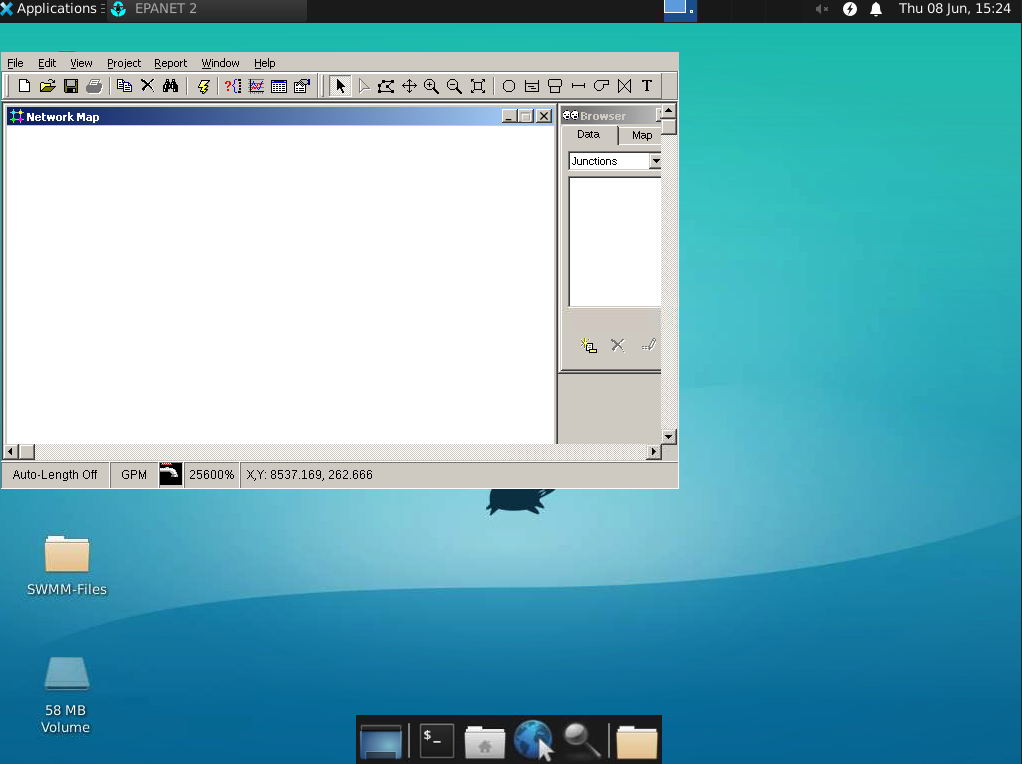 Applications
EPANET 2
Thu 08 Jun, 15:24
File Edit View Project Report Window Help
T
Network Map
Browser
Data Map
Junctions
Auto-Length Off GPM 25600% X,Y: 8537.169, 262.666
SWMM-Files
58 MB
Volume
$_